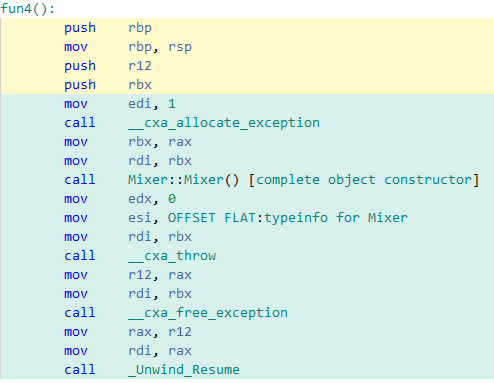 fun4():
push rbp
mov rbp, rsp
push r12
push rbx
mov edi, 1
call __cxa_allocate_exception
mov rbx, rax
mov rdi, rbx
call Mixer::Mixer() [complete object constructor]
mov edx, 0
mov esi, OFFSET FLAT:typeinfo for Mixer
mov rdi, rbx
call __cxa_throw
mov r12, rax
mov rdi, rbx
call __cxa_free_exception
mov rax, r12
mov rdi, rax
call _Unwind_Resume